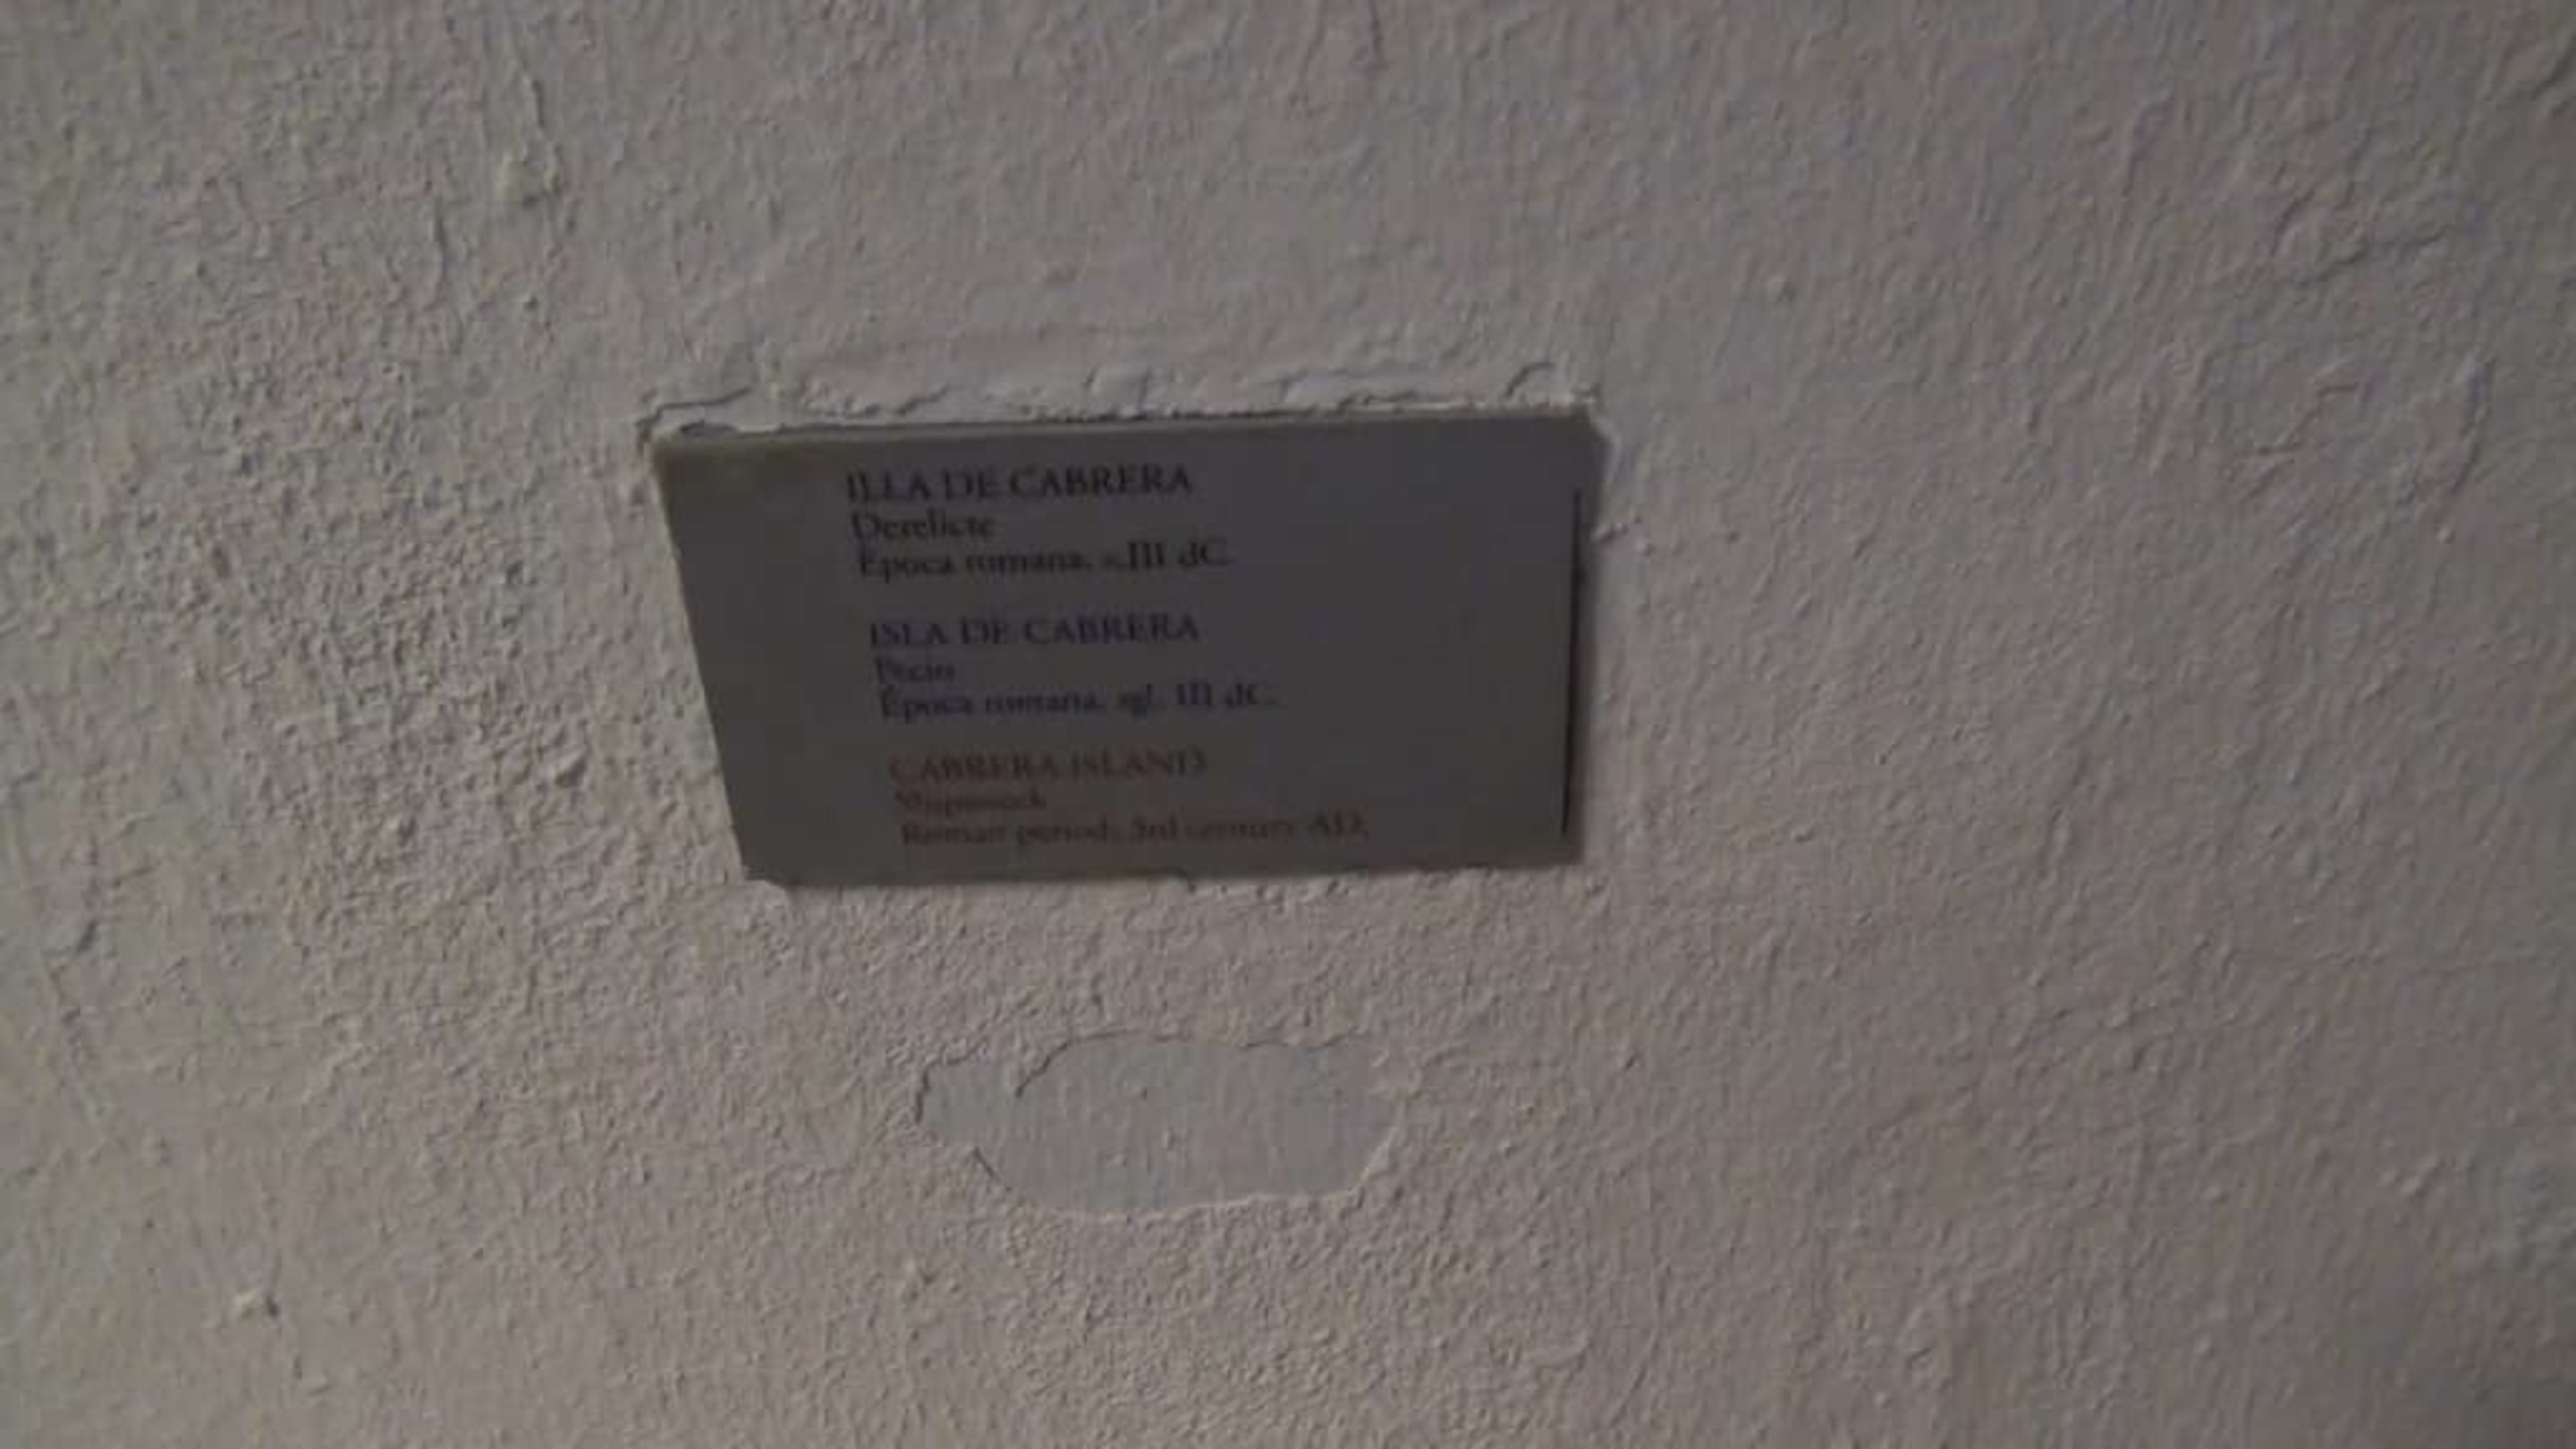 ILLA DE CABRERA
Derelicte
Època romana. s.III dC.
ISLA DE CABRERA
Pecio
Época romana. sgl. III dC.
CABRERA ISLAND
Shipwreck
Roman period. 3rd century AD.